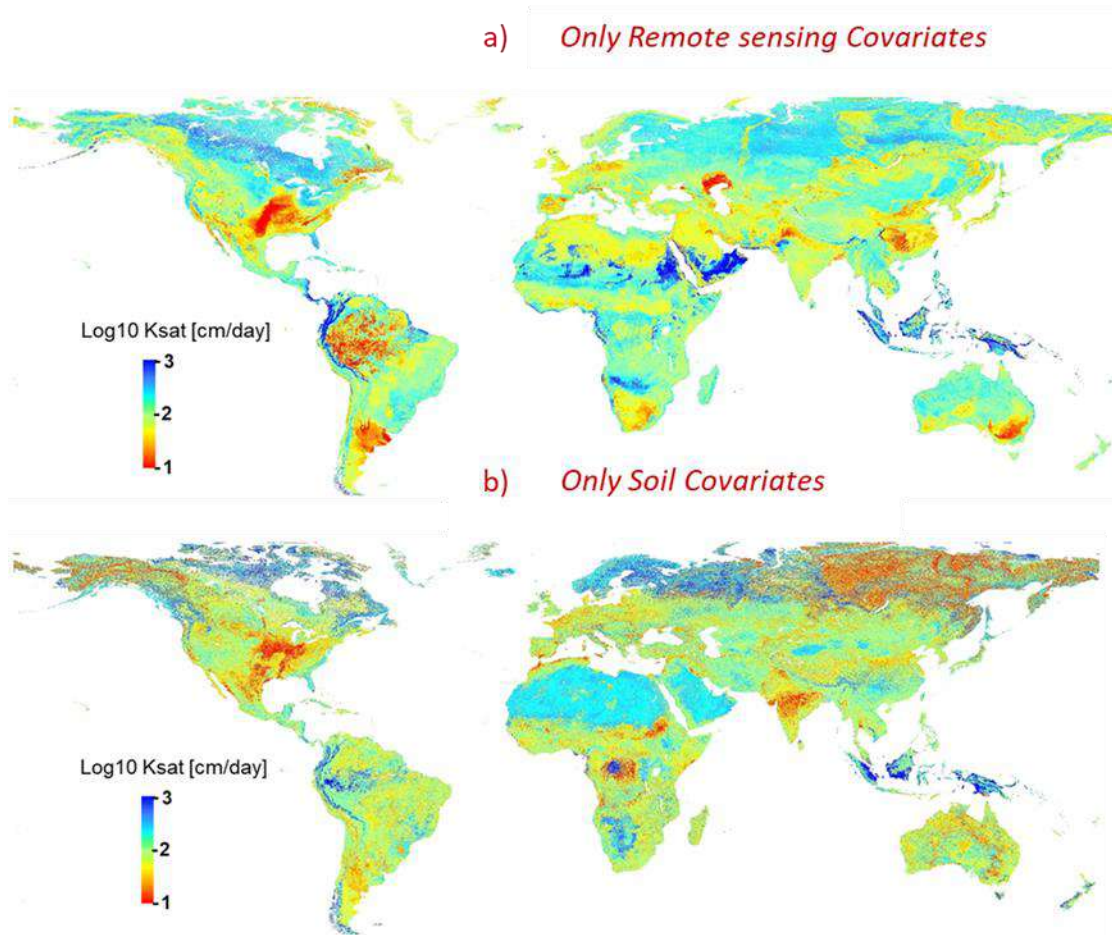 a) Only Remote sensing Covariates
Log10 Ksat [cm/day]
3
2
1
b) Only Soil Covariates
Log10 Ksat [cm/day]
3
2
1